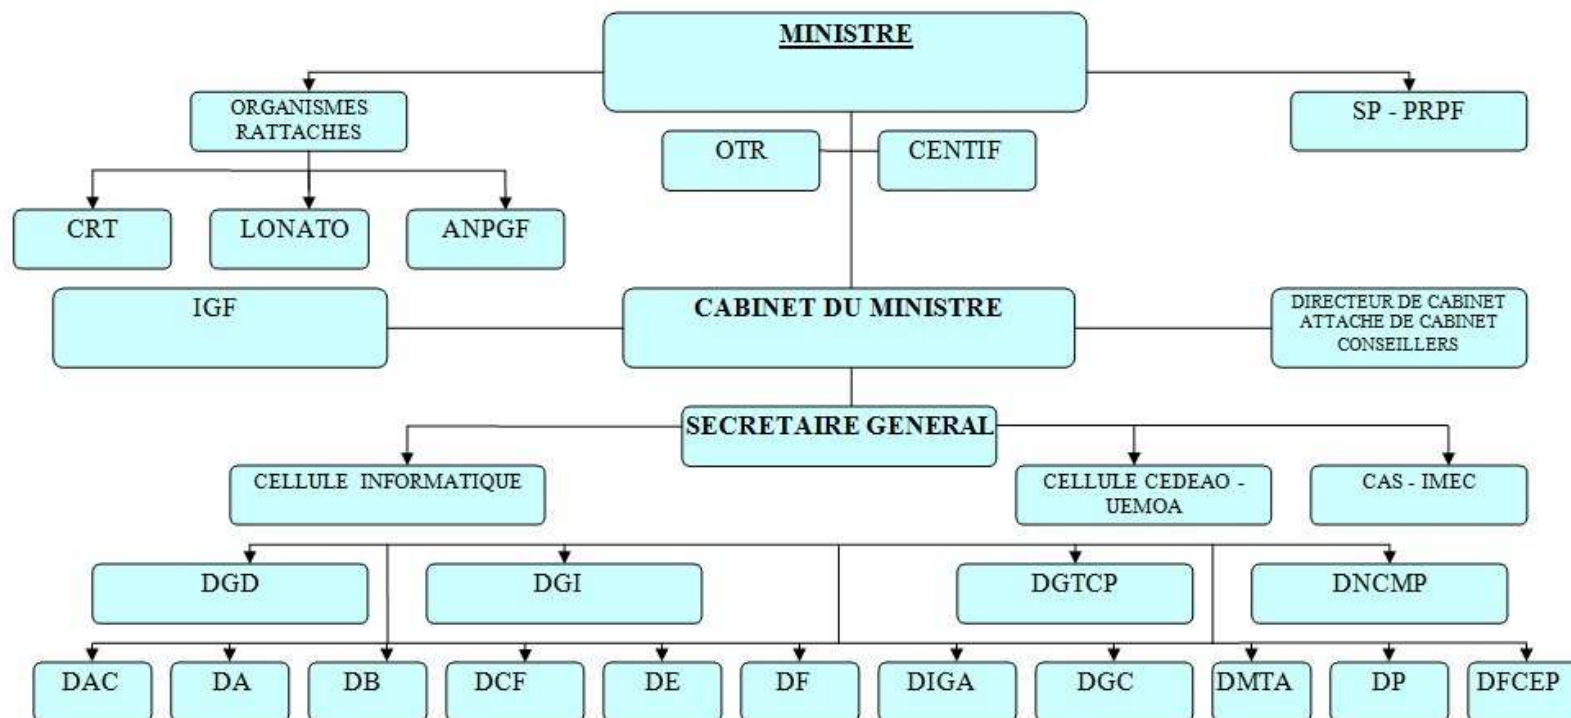 MINISTRE
ORGANISMES
RATTACHES
SP - PRPF
OTR
CENTIF
CRT
LONATO
ANPGF
IGF
CABINET DU MINISTRE
DIRECTEUR DE CABINET
ATTACHE DE CABINET
CONSEILLERS
SECRETAIRE GENERAL
CELLULE INFORMATIQUE
CELLULE CEDEAO -
UEMOA
CAS - IMEC
DGD
DGI
DGTCP
DNCMP
DAC
DA
DB
DCF
DE
DF
DIGA
DGC
DMTA
DP
DFCEP